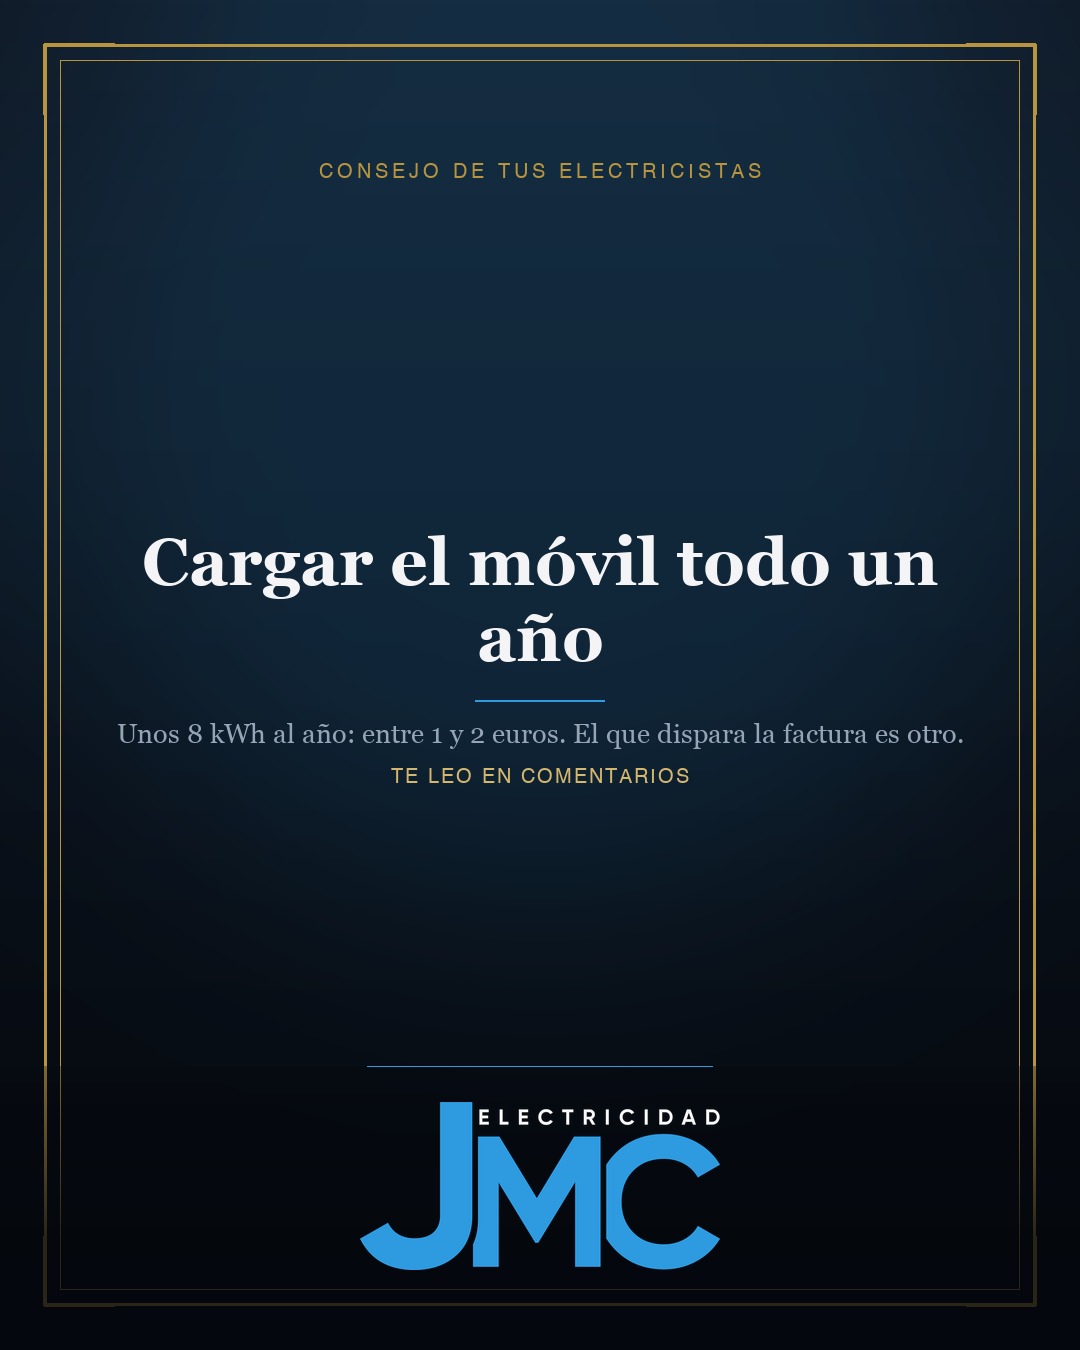 CONSEJO DE TUS ELECTRICISTAS
Cargar el móvil todo un
año
Unos 8 kWh al año: entre 1 y 2 euros. El que dispara la factura es otro.
TE LEO EN COMENTARIOS
ELECTRICIDAD
JMC